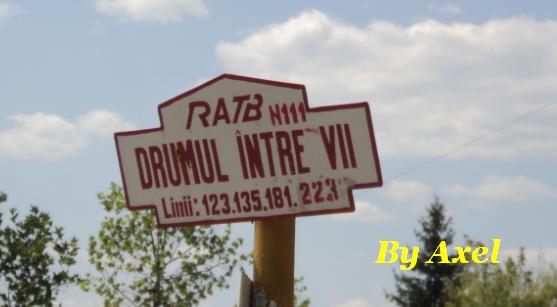 RATB N111
DRUMUL ÎNTRE VII
Linii: 123.135.181. 223
By Axel